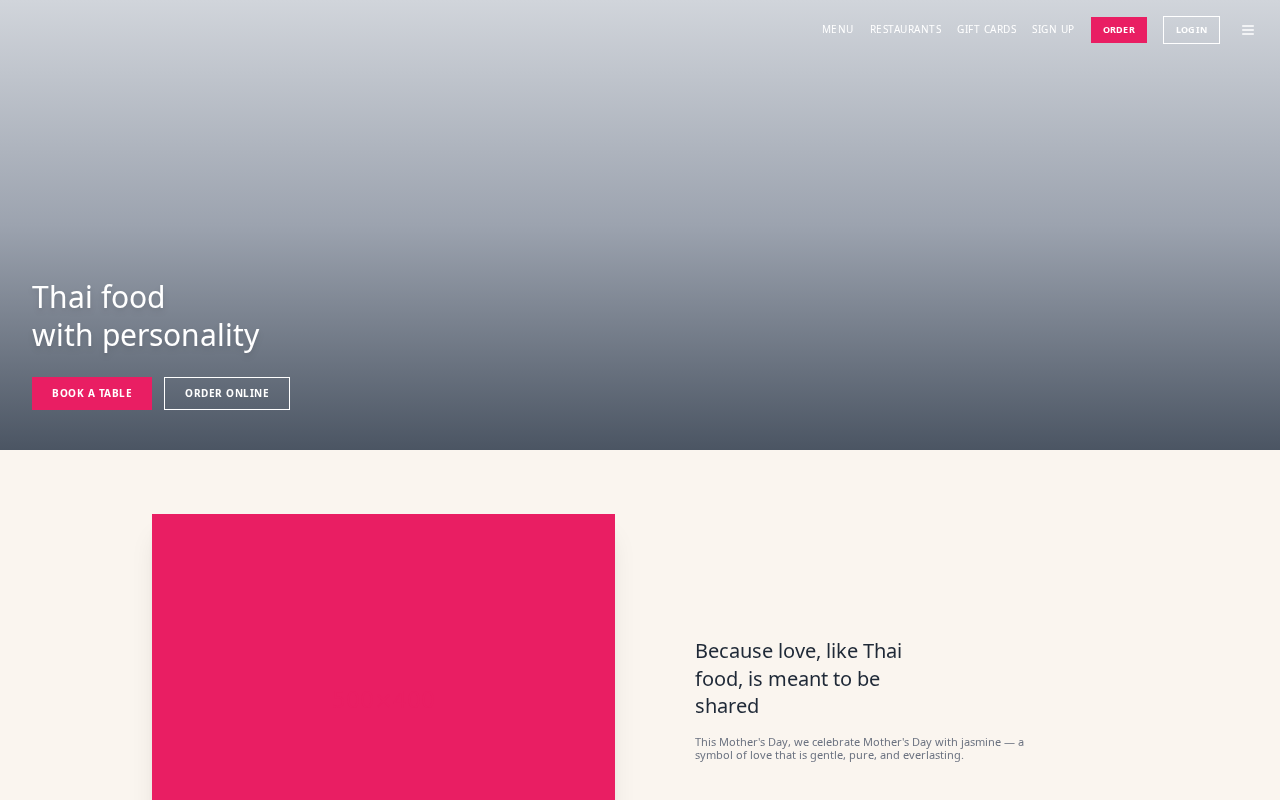 MENU RESTAURANTS GIFT CARDS SIGN UP ORDER LOGIN
Thai food
with personality
BOOK A TABLE ORDER ONLINE
Because love, like Thai
food, is meant to be
shared
This Mother's Day, we celebrate Mother's Day with jasmine — a
symbol of love that is gentle, pure, and everlasting.